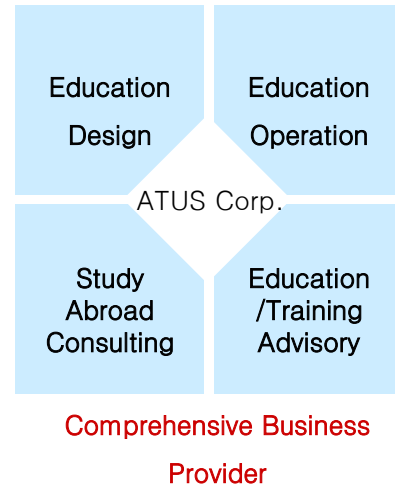 Education
Design
Education
Operation
ATUS Corp.
Study
Abroad
Consulting
Education
/Training
Advisory
Comprehensive Business
Provider